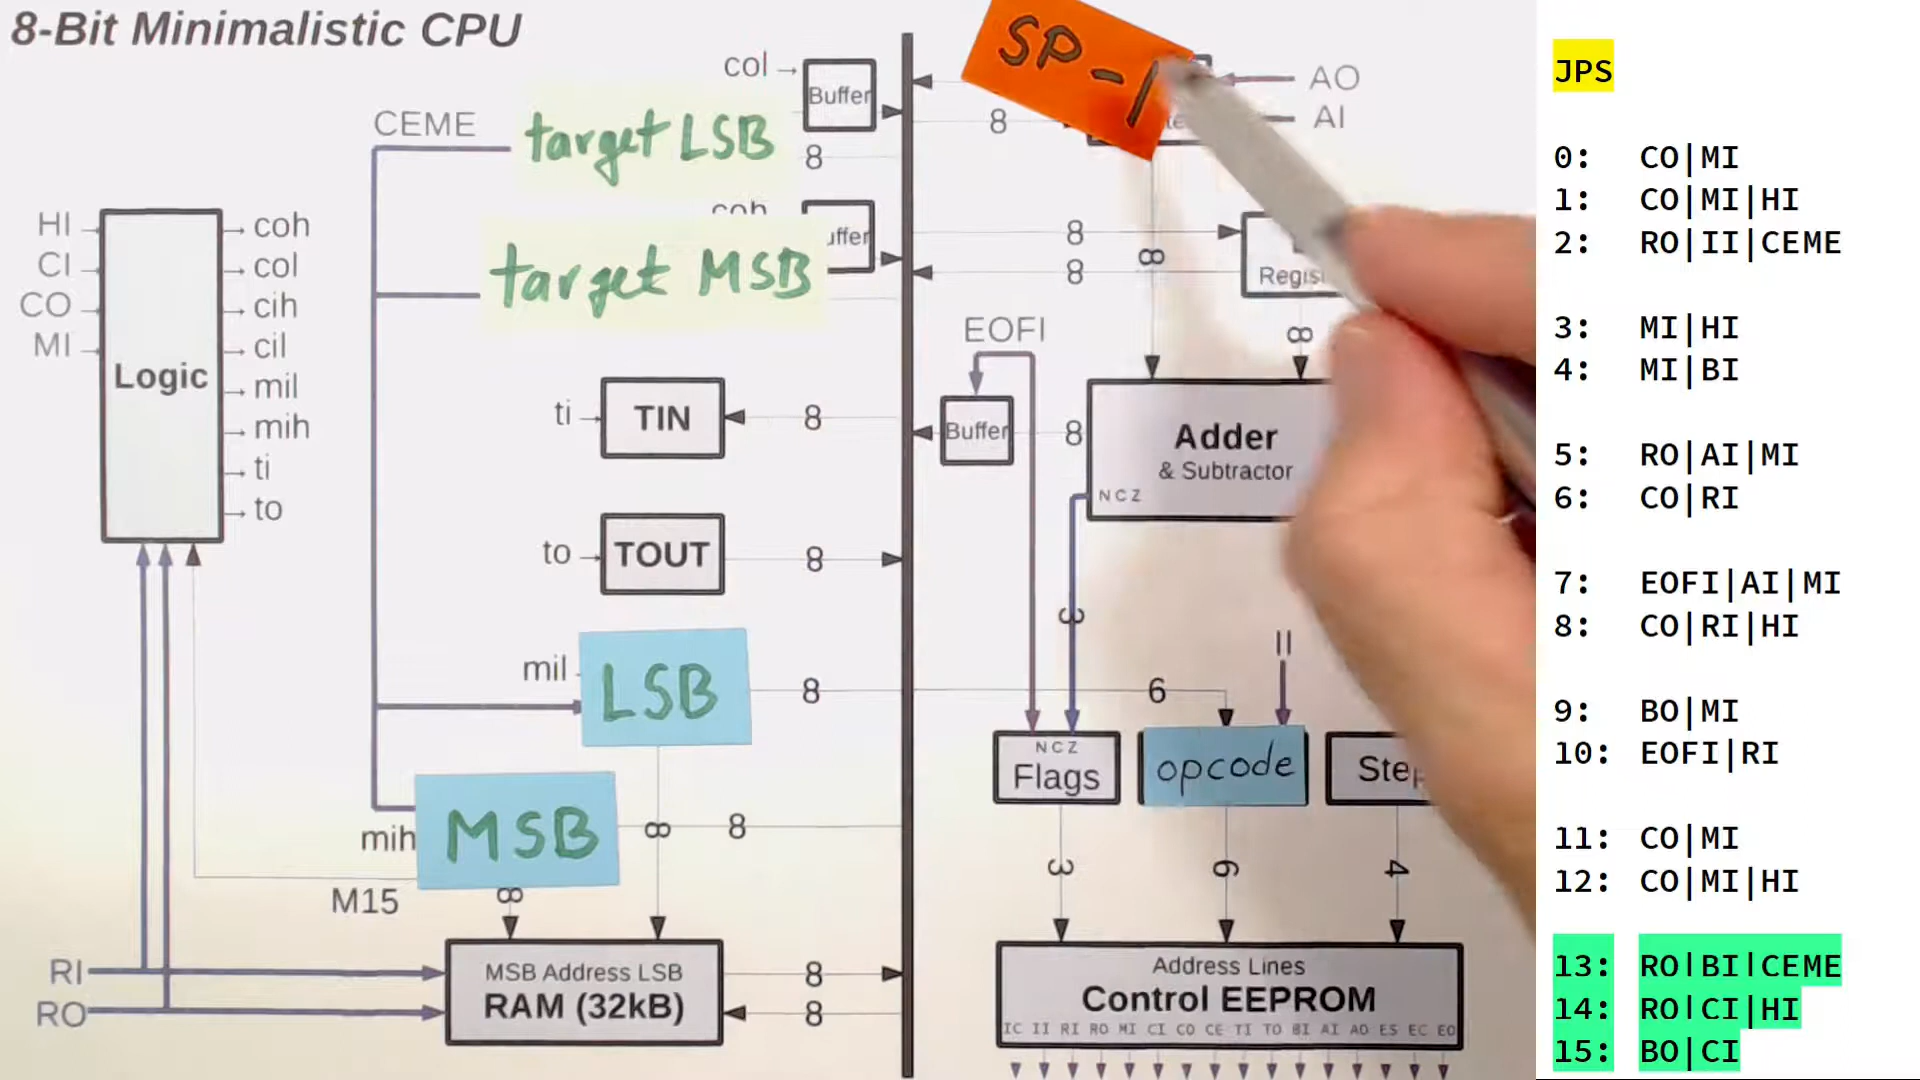 8-Bit Minimalistic CPU
SP-1
col
Buffer
AO
AI
8
CEME
target LSB
8
coh
target MSB
HI
CI
CO
MI
Logic
coh
col
cih
cil
mil
mih
ti
to
8
8
8
8
EOFI
ti
TIN
8
Buffer
8
Adder
& Subtractor
N C Z
to
TOUT
8
3
II
mil
LSB
8
6
N C Z
Flags
opcode
mih
MSB
8
8
8
M15
3
6
4
RI
RO
MSB Address LSB
RAM (32kB)
8
8
Address Lines
Control EEPROM
IC II RI RO MI CI CO CE TI TO BI AI AO ES EC EO
JPS
0: CO|MI
1: CO|MI|HI
2: RO|II|CEME
3: MI|HI
4: MI|BI
5: RO|AI|MI
6: CO|RI
7: EOFI|AI|MI
8: CO|RI|HI
9: BO|MI
10: EOFI|RI
11: CO|MI
12: CO|MI|HI
13: RO|BI|CEME
14: RO|CI|HI
15: BO|CI